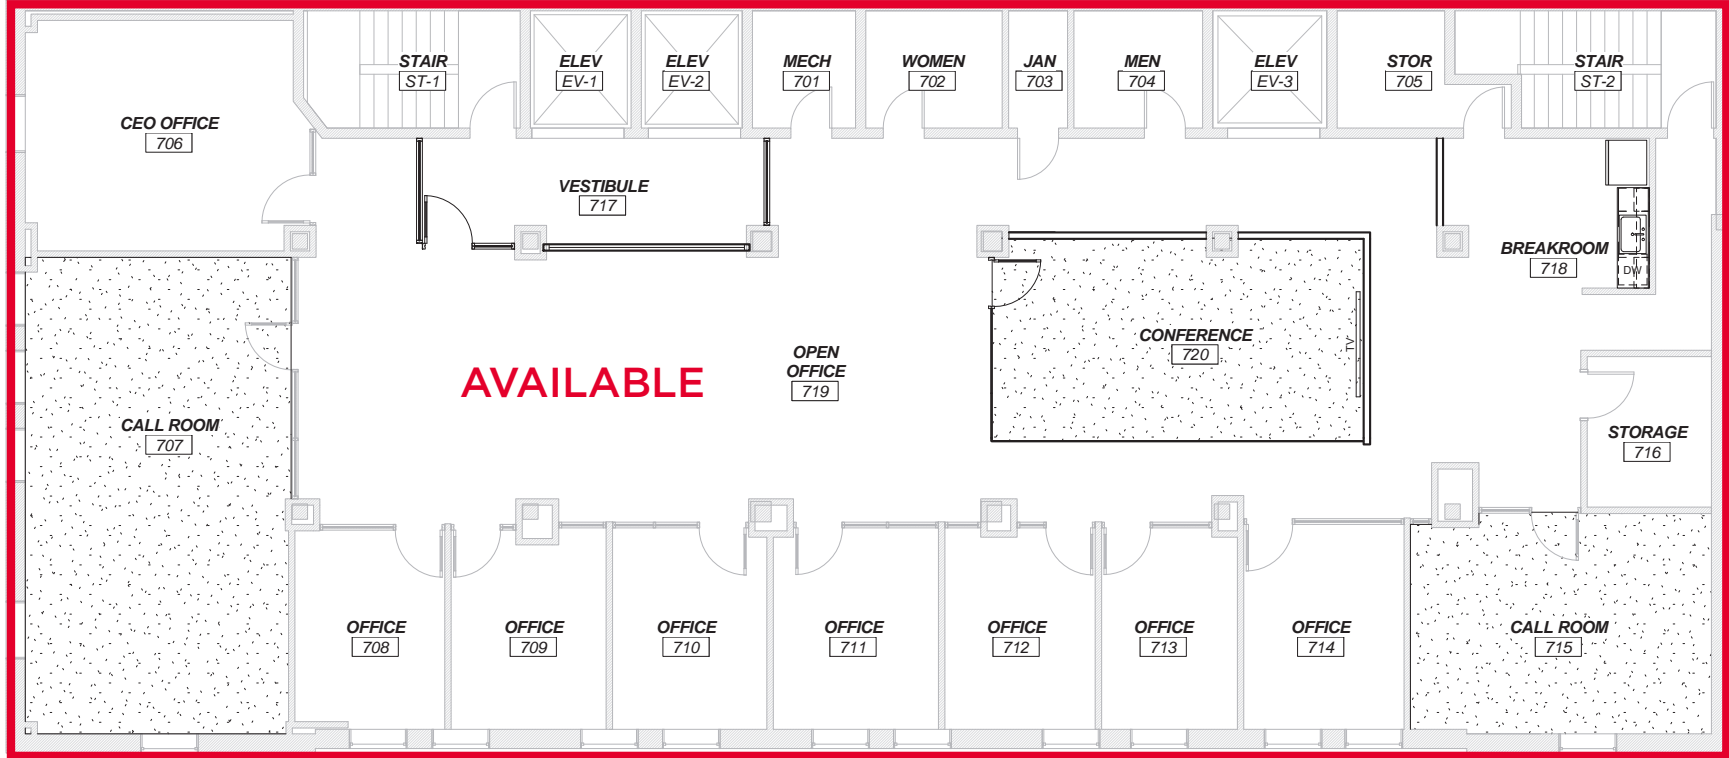 STAIR
ST-1
ELEV
EV-1
ELEV
EV-2
MECH
701
WOMEN
702
JAN
703
MEN
704
ELEV
EV-3
STOR
705
STAIR
ST-2
CEO OFFICE
706
VESTIBULE
717
BREAKROOM
718
DW
CONFERENCE
720
TV
OPEN
OFFICE
719
AVAILABLE
CALL ROOM
707
STORAGE
716
OFFICE
708
OFFICE
709
OFFICE
710
OFFICE
711
OFFICE
712
OFFICE
713
OFFICE
714
CALL ROOM
715